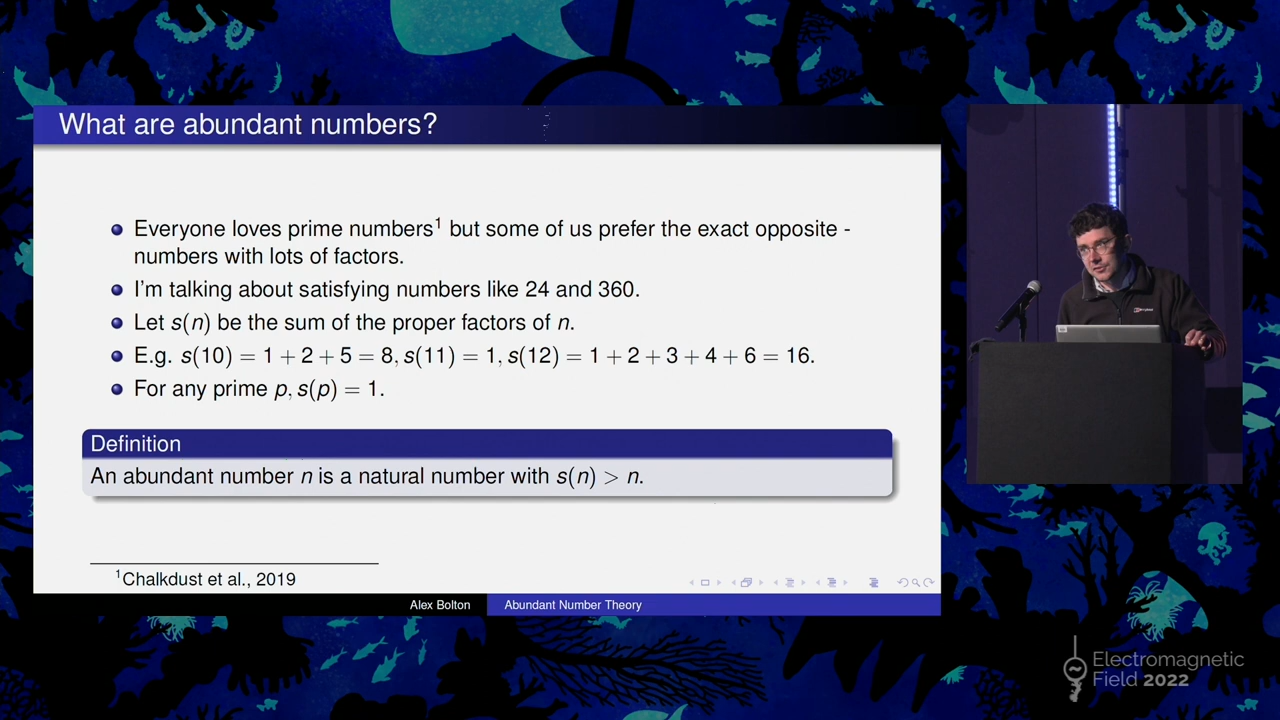 What are abundant numbers?
Everyone loves prime numbers¹ but some of us prefer the exact opposite -
numbers with lots of factors.
I'm talking about satisfying numbers like 24 and 360.
Let s(n) be the sum of the proper factors of n.
E.g. s(10) = 1 + 2 + 5 = 8, s(11) = 1, s(12) = 1 + 2 + 3 + 4 + 6 = 16.
For any prime p, s(p) = 1.
Definition
An abundant number n is a natural number with s(n) > n.
¹Chalkdust et al., 2019
Alex Bolton
Abundant Number Theory
Electromagnetic
Field 2022